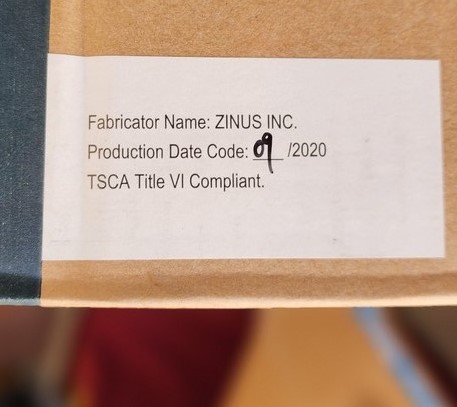 Fabricator Name: ZINUS INC.
Production Date Code: 09 /2020
TSCA Title VI Compliant.